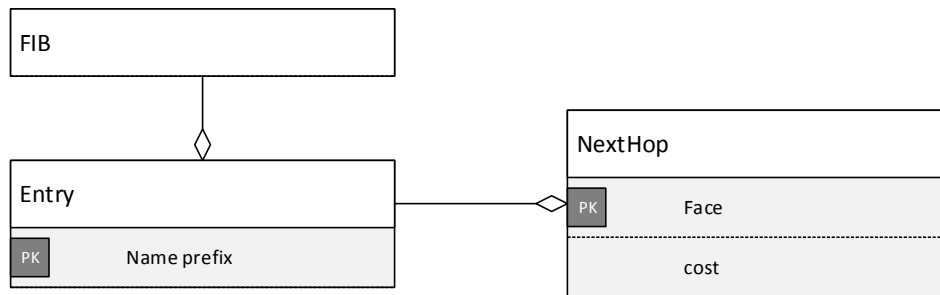 FIB
Entry
PK Name prefix
NextHop
PK Face
cost